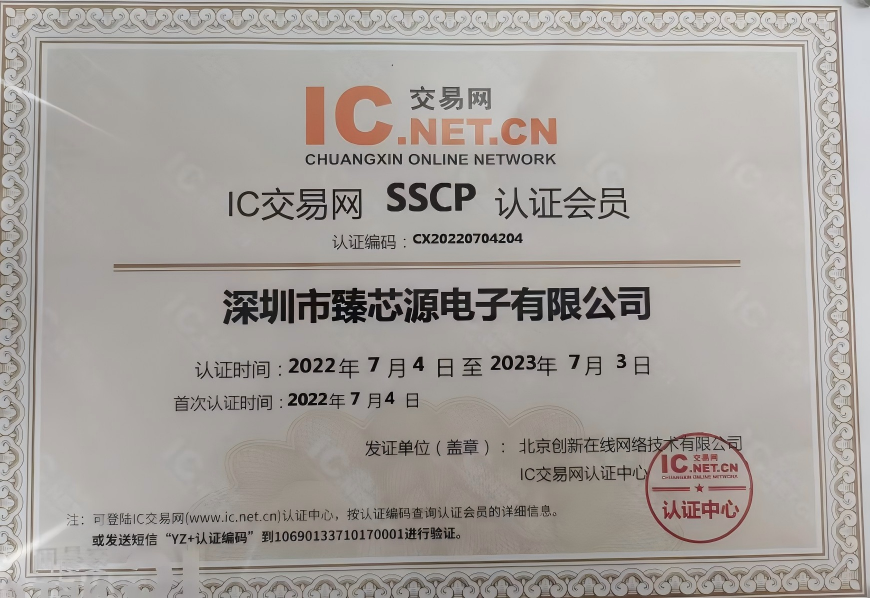 IC 交易网
.NET.CN
CHUANGXIN ONLINE NETWORK
IC交易网 SSCP 认证会员
认证编码：CX20220704204
深圳市臻芯源电子有限公司
认证时间：2022年 7 月 4 日 至 2023年 7 月 3 日
首次认证时间：2022年 7 月 4 日
发证单位（盖章）： 北京创新在线网络技术有限公司
IC交易网认证中心
IC 交易网
.NET.CN
CHUANGXIN ONLINE NETWORK
认证中心
注：可登陆IC交易网(www.ic.net.cn)认证中心，按认证编码查询认证会员的详细信息。
或发送短信“YZ+认证编码”到10690133710170001进行验证。